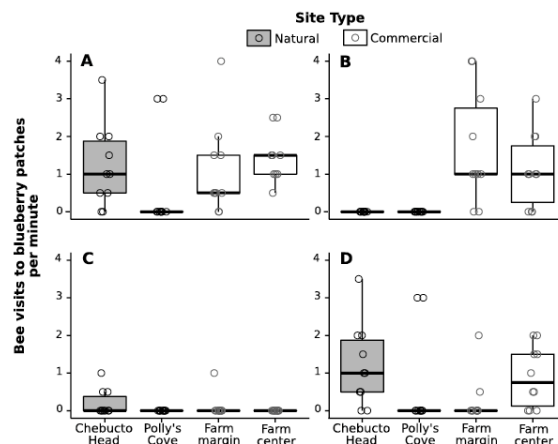 Site Type
Natural
Commercial
Bee visits to blueberry patches
per minute
A
4
3
2
1
0
B
4
3
2
1
0
C
4
3
2
1
0
D
4
3
2
1
0
Chebucto
Head
Polly's
Cove
Farm
margin
Farm
center
Chebucto
Head
Polly's
Cove
Farm
margin
Farm
center